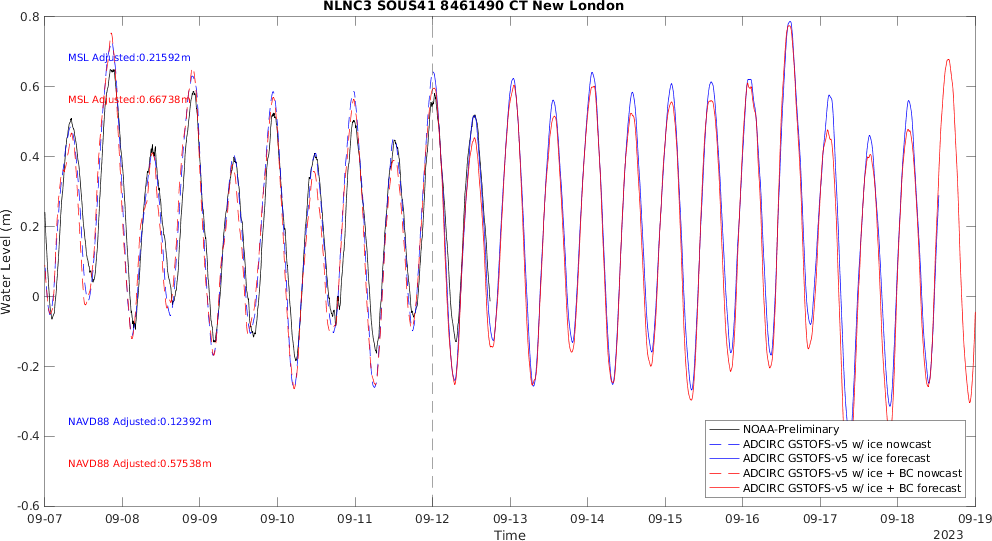 NLNC3 SOUS41 8461490 CT New London
0.8
0.6
0.4
0.2
0
-0.2
-0.4
-0.6
Water Level (m)
MSL Adjusted:0.21592m
MSL Adjusted:0.66738m
NAVD88 Adjusted:0.12392m
NAVD88 Adjusted:0.57538m
NOAA-Preliminary
ADCIRC GSTOFS-v5 w/ ice nowcast
ADCIRC GSTOFS-v5 w/ ice forecast
ADCIRC GSTOFS-v5 w/ ice + BC nowcast
ADCIRC GSTOFS-v5 w/ ice + BC forecast
09-07 09-08 09-09 09-10 09-11 09-12 09-13 09-14 09-15 09-16 09-17 09-18 09-19
Time
2023